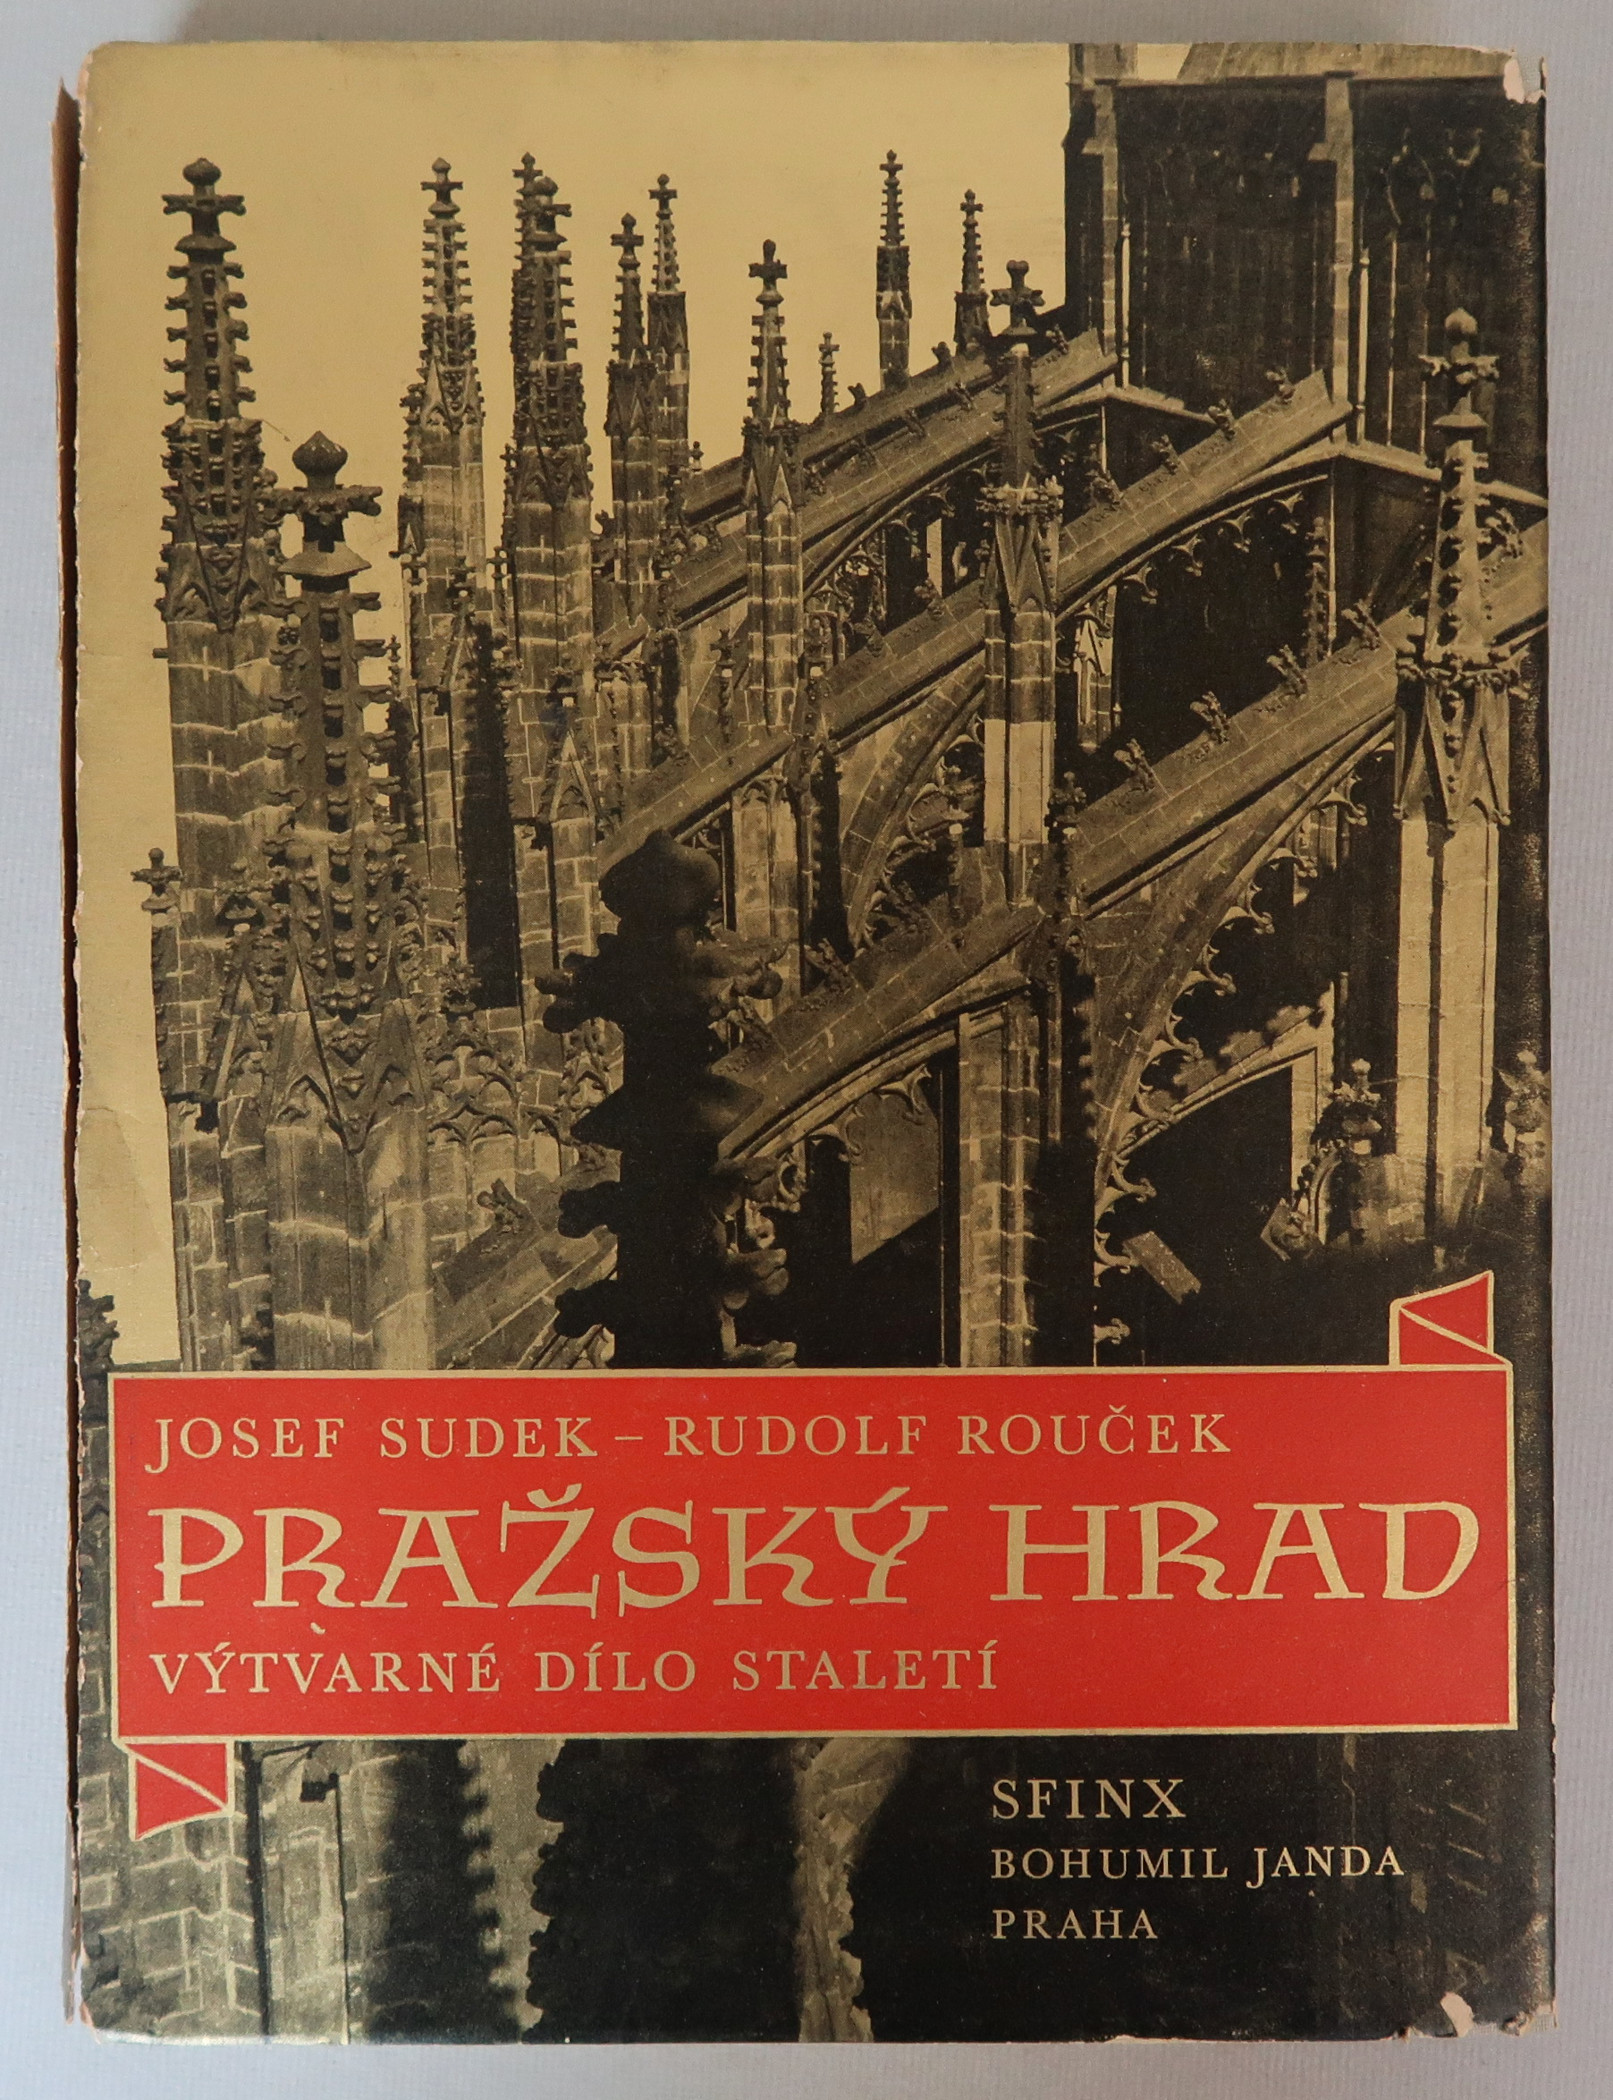 JOSEF SUDEK – RUDOLF ROUČEK
PRAŽSKÝ HRAD
VÝTVARNÉ DÍLO STALETÍ
SFINX
BOHUMIL JANDA
PRAHA